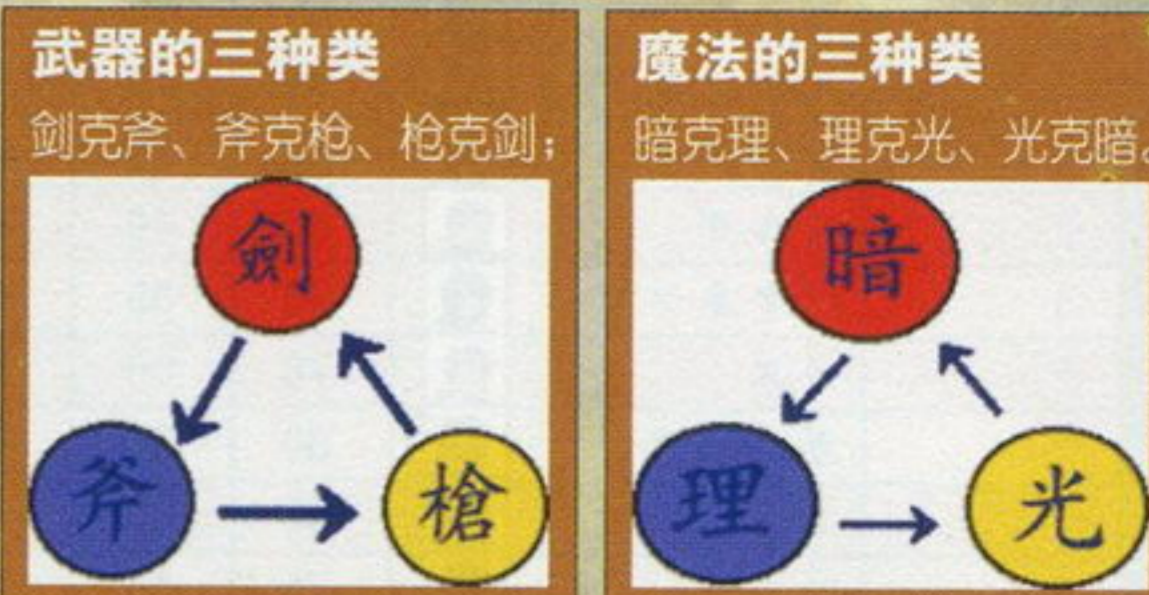 武器的三种类
剑克斧、斧克枪、枪克剑；
劍
斧
槍
魔法的三种类
暗克理、理克光、光克暗。
暗
理
光